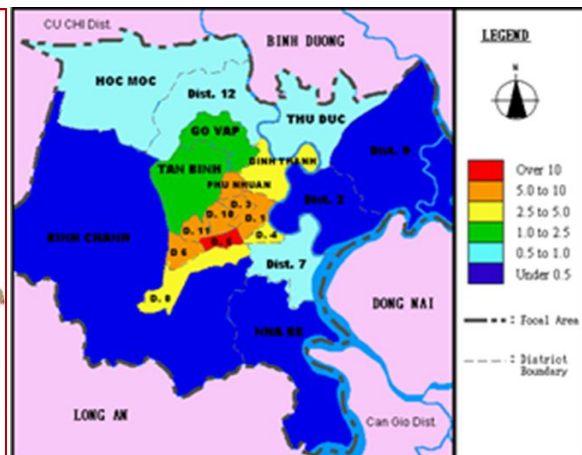 CU CHI Dist.
BINH DUONG
HOC MOC
Dist. 12
THU DUC
GO VAP
BINH THANH
Dist. 9
TAN BINH
PHU NHUAN
D. 3
Dist. 2
D. 10
D. 1
D. 11
D. 4
BINH CHANH
D. 5
D 6
Dist. 7
D. 8
DONG NAI
NHA BE
LONG AN
Can Gio Dist.
LEGEND
N
Over 10
5.0 to 10
2.5 to 5.0
1.0 to 2.5
0.5 to 1.0
Under 0.5
: Focal Area
: District
Boundary